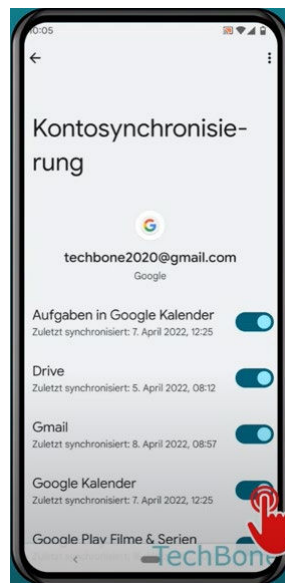 10:05
Kontosynchronisie-
rung
G
techbone2020@gmail.com
Google
Aufgaben in Google Kalender
Zuletzt synchronisiert: 7. April 2022, 12:25
Drive
Zuletzt synchronisiert: 5. April 2022, 08:12
Gmail
Zuletzt synchronisiert: 8. April 2022, 08:57
Google Kalender
Zuletzt synchronisiert: 7. April 2022, 12:25
Google Play Filme & Serien
TechBone